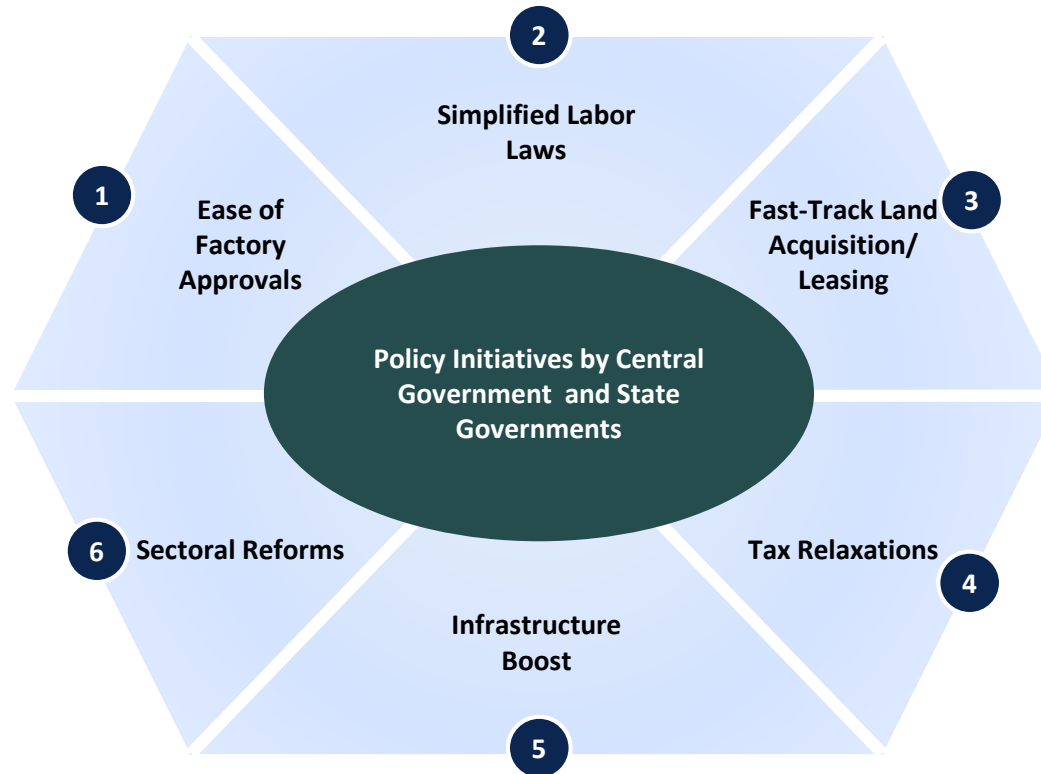 1
Ease of
Factory
Approvals
2
Simplified Labor
Laws
3
Fast-Track Land
Acquisition/
Leasing
Policy Initiatives by Central
Government and State
Governments
4
Tax Relaxations
5
Infrastructure
Boost
6
Sectoral Reforms